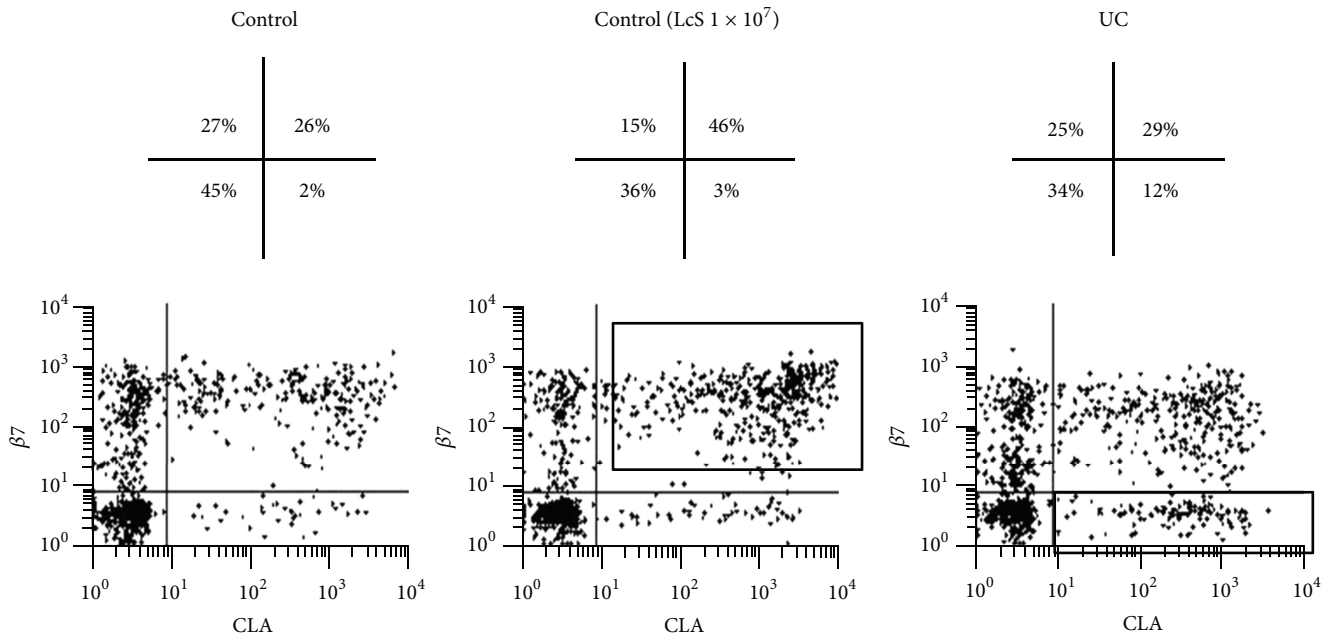 Control
27% 26%
45% 2%
β7
10⁴
10³
10²
10¹
10⁰
10⁰ 10¹ 10² 10³ 10⁴
CLA
Control (LcS 1 × 10⁷)
15% 46%
36% 3%
β7
10⁴
10³
10²
10¹
10⁰
10⁰ 10¹ 10² 10³ 10⁴
CLA
UC
25% 29%
34% 12%
β7
10⁴
10³
10²
10¹
10⁰
10⁰ 10¹ 10² 10³ 10⁴
CLA